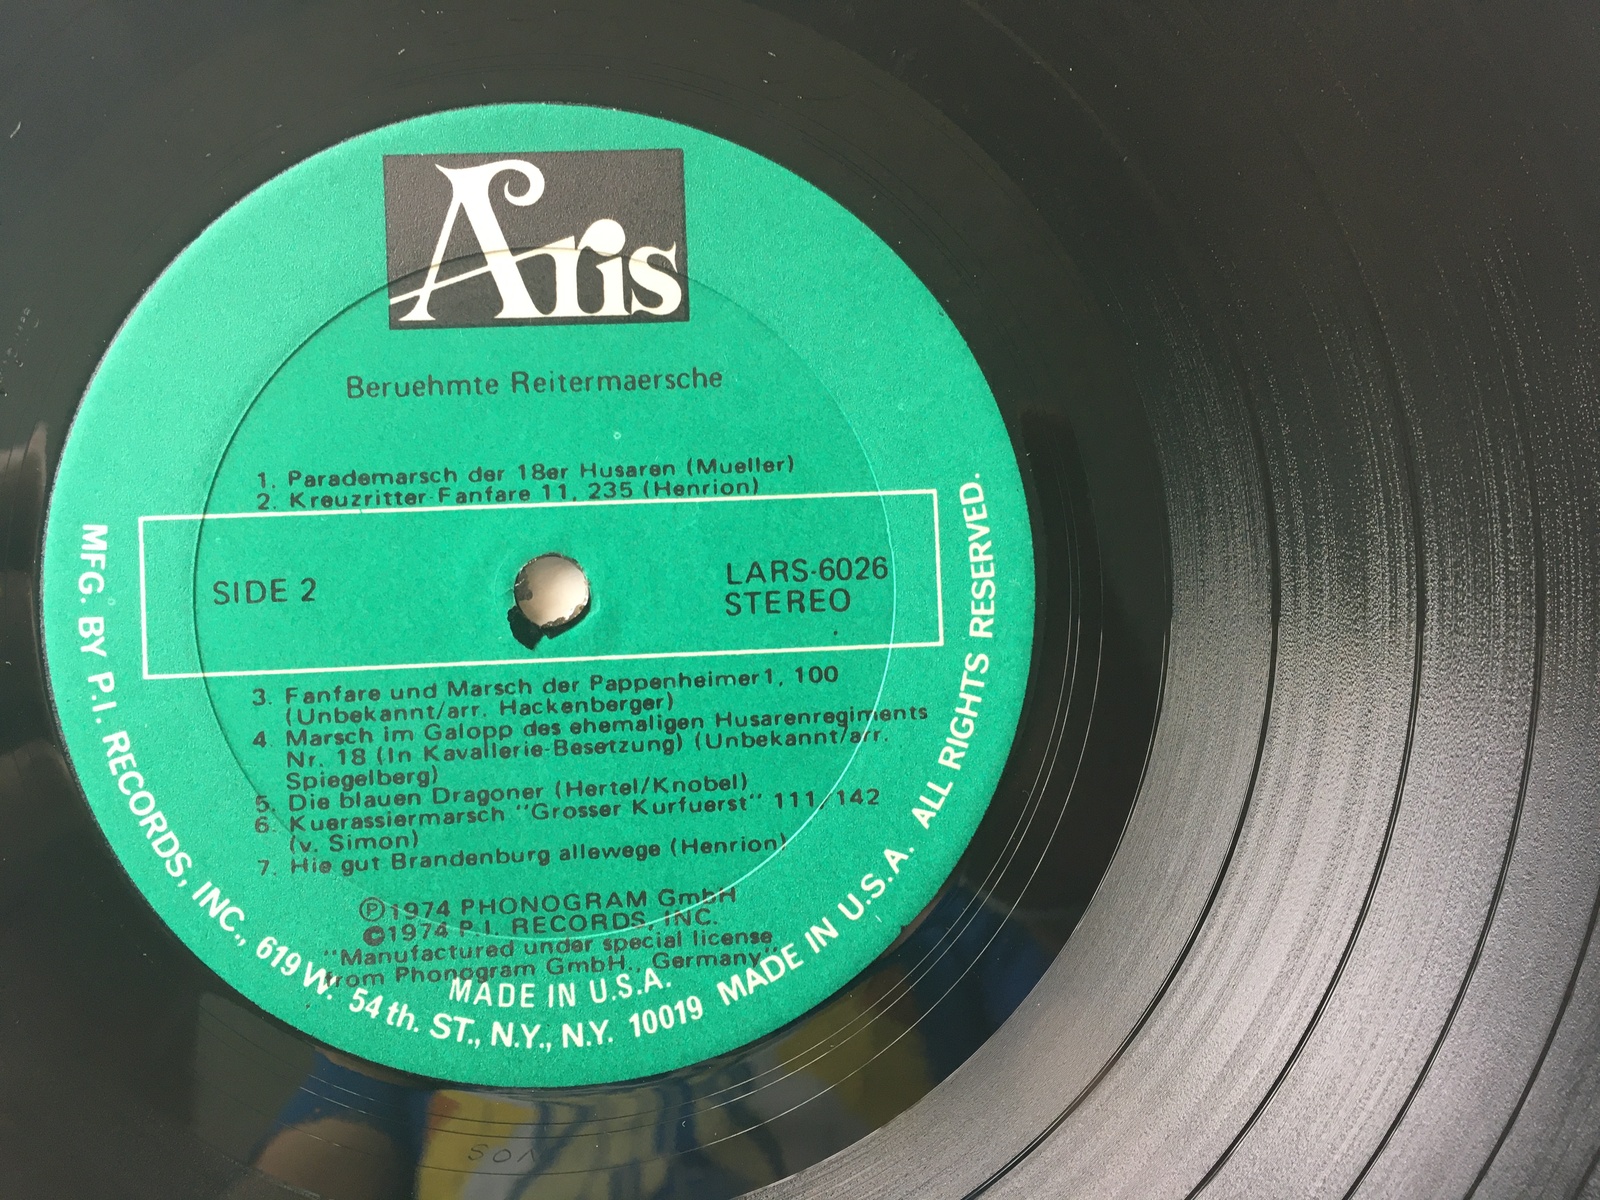 Aris
Beruehmte Reitermaersche
1. Parademarsch der 18er Husaren (Mueller)
2. Kreuzritter-Fanfare 11, 235 (Henrion)
SIDE 2
LARS-6026
STEREO
3. Fanfare und Marsch der Pappenheimer 1, 100
(Unbekannt/arr. Hackenberger)
4. Marsch im Galopp des ehemaligen Husarenregiments
Nr. 18 (In Kavallerie-Besetzung) (Unbekannt/arr.
Spiegelberg)
5. Die blauen Dragoner (Hertel/Knobel)
6. Kuerassiermarsch "Grosser Kurfuerst" 111, 142
(v. Simon)
7. Hie gut Brandenburg allewege (Henrion)
Ⓟ1974 PHONOGRAM GmbH
©1974 P.I. RECORDS, INC.
"Manufactured under special license
from Phonogram GmbH., Germany"
MADE IN U.S.A.
MFG. BY P.I. RECORDS, INC., 619 W. 54 th. ST., N.Y., N.Y. 10019 MADE IN U.S.A. ALL RIGHTS RESERVED.